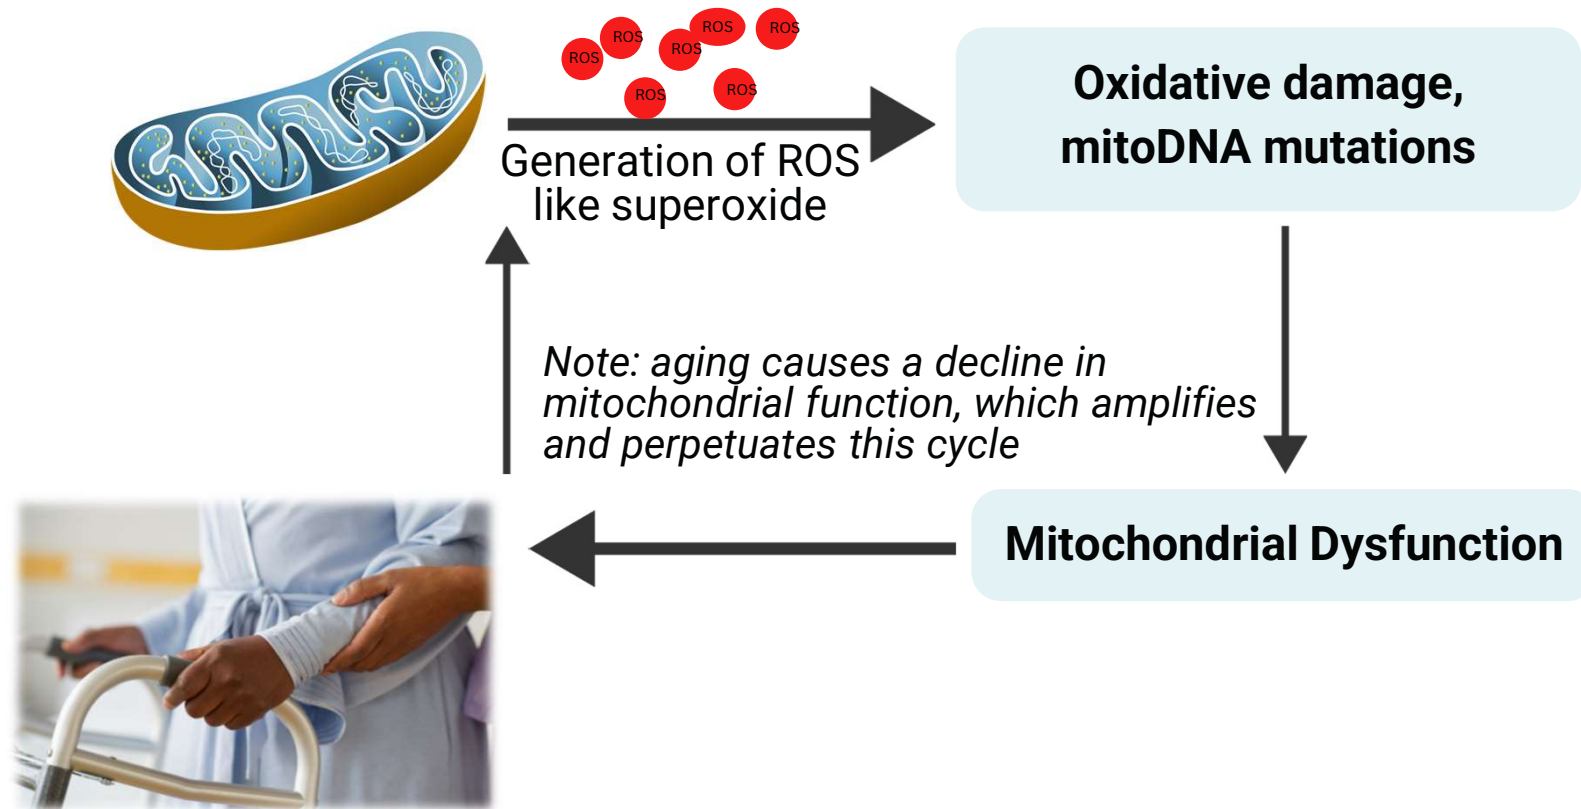 ROS
ROS
ROS
ROS
ROS
ROS
ROS
Generation of ROS
like superoxide
Oxidative damage,
mitoDNA mutations
Note: aging causes a decline in
mitochondrial function, which amplifies
and perpetuates this cycle
Mitochondrial Dysfunction